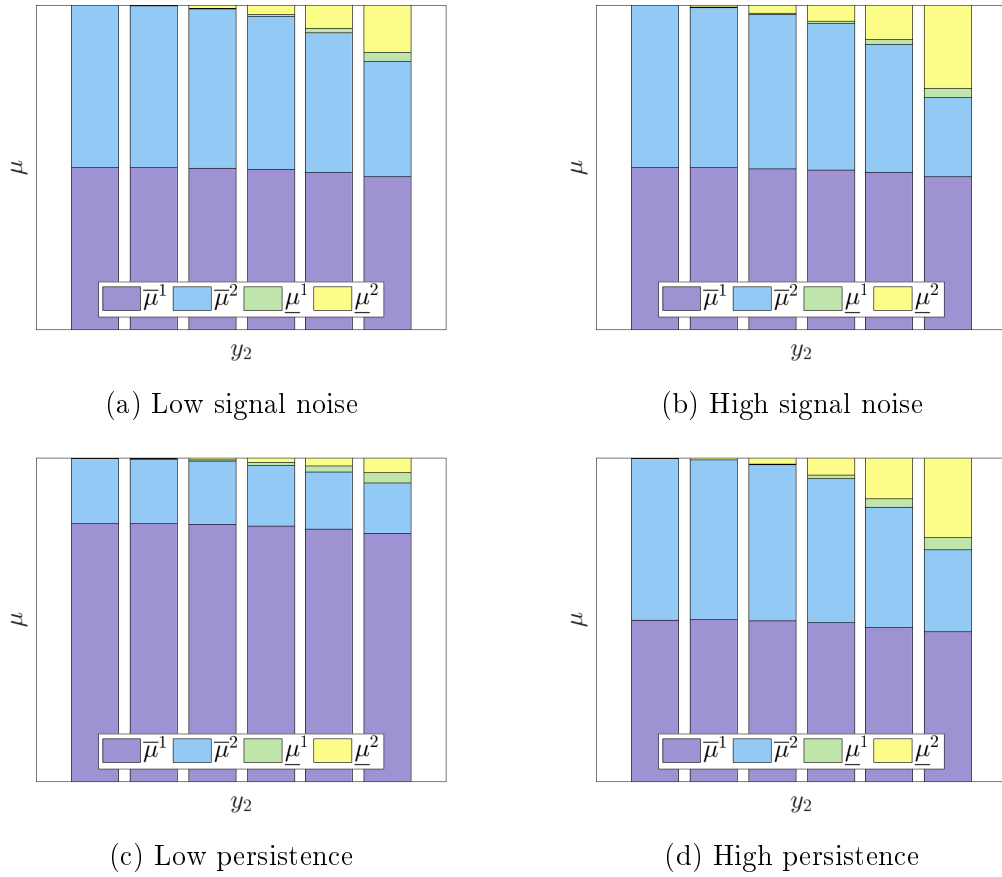 μ
μ̅¹ μ̅² μ̲¹ μ̲²
y₂
(a) Low signal noise
μ
μ̅¹ μ̅² μ̲¹ μ̲²
y₂
(b) High signal noise
μ
μ̅¹ μ̅² μ̲¹ μ̲²
y₂
(c) Low persistence
μ
μ̅¹ μ̅² μ̲¹ μ̲²
y₂
(d) High persistence